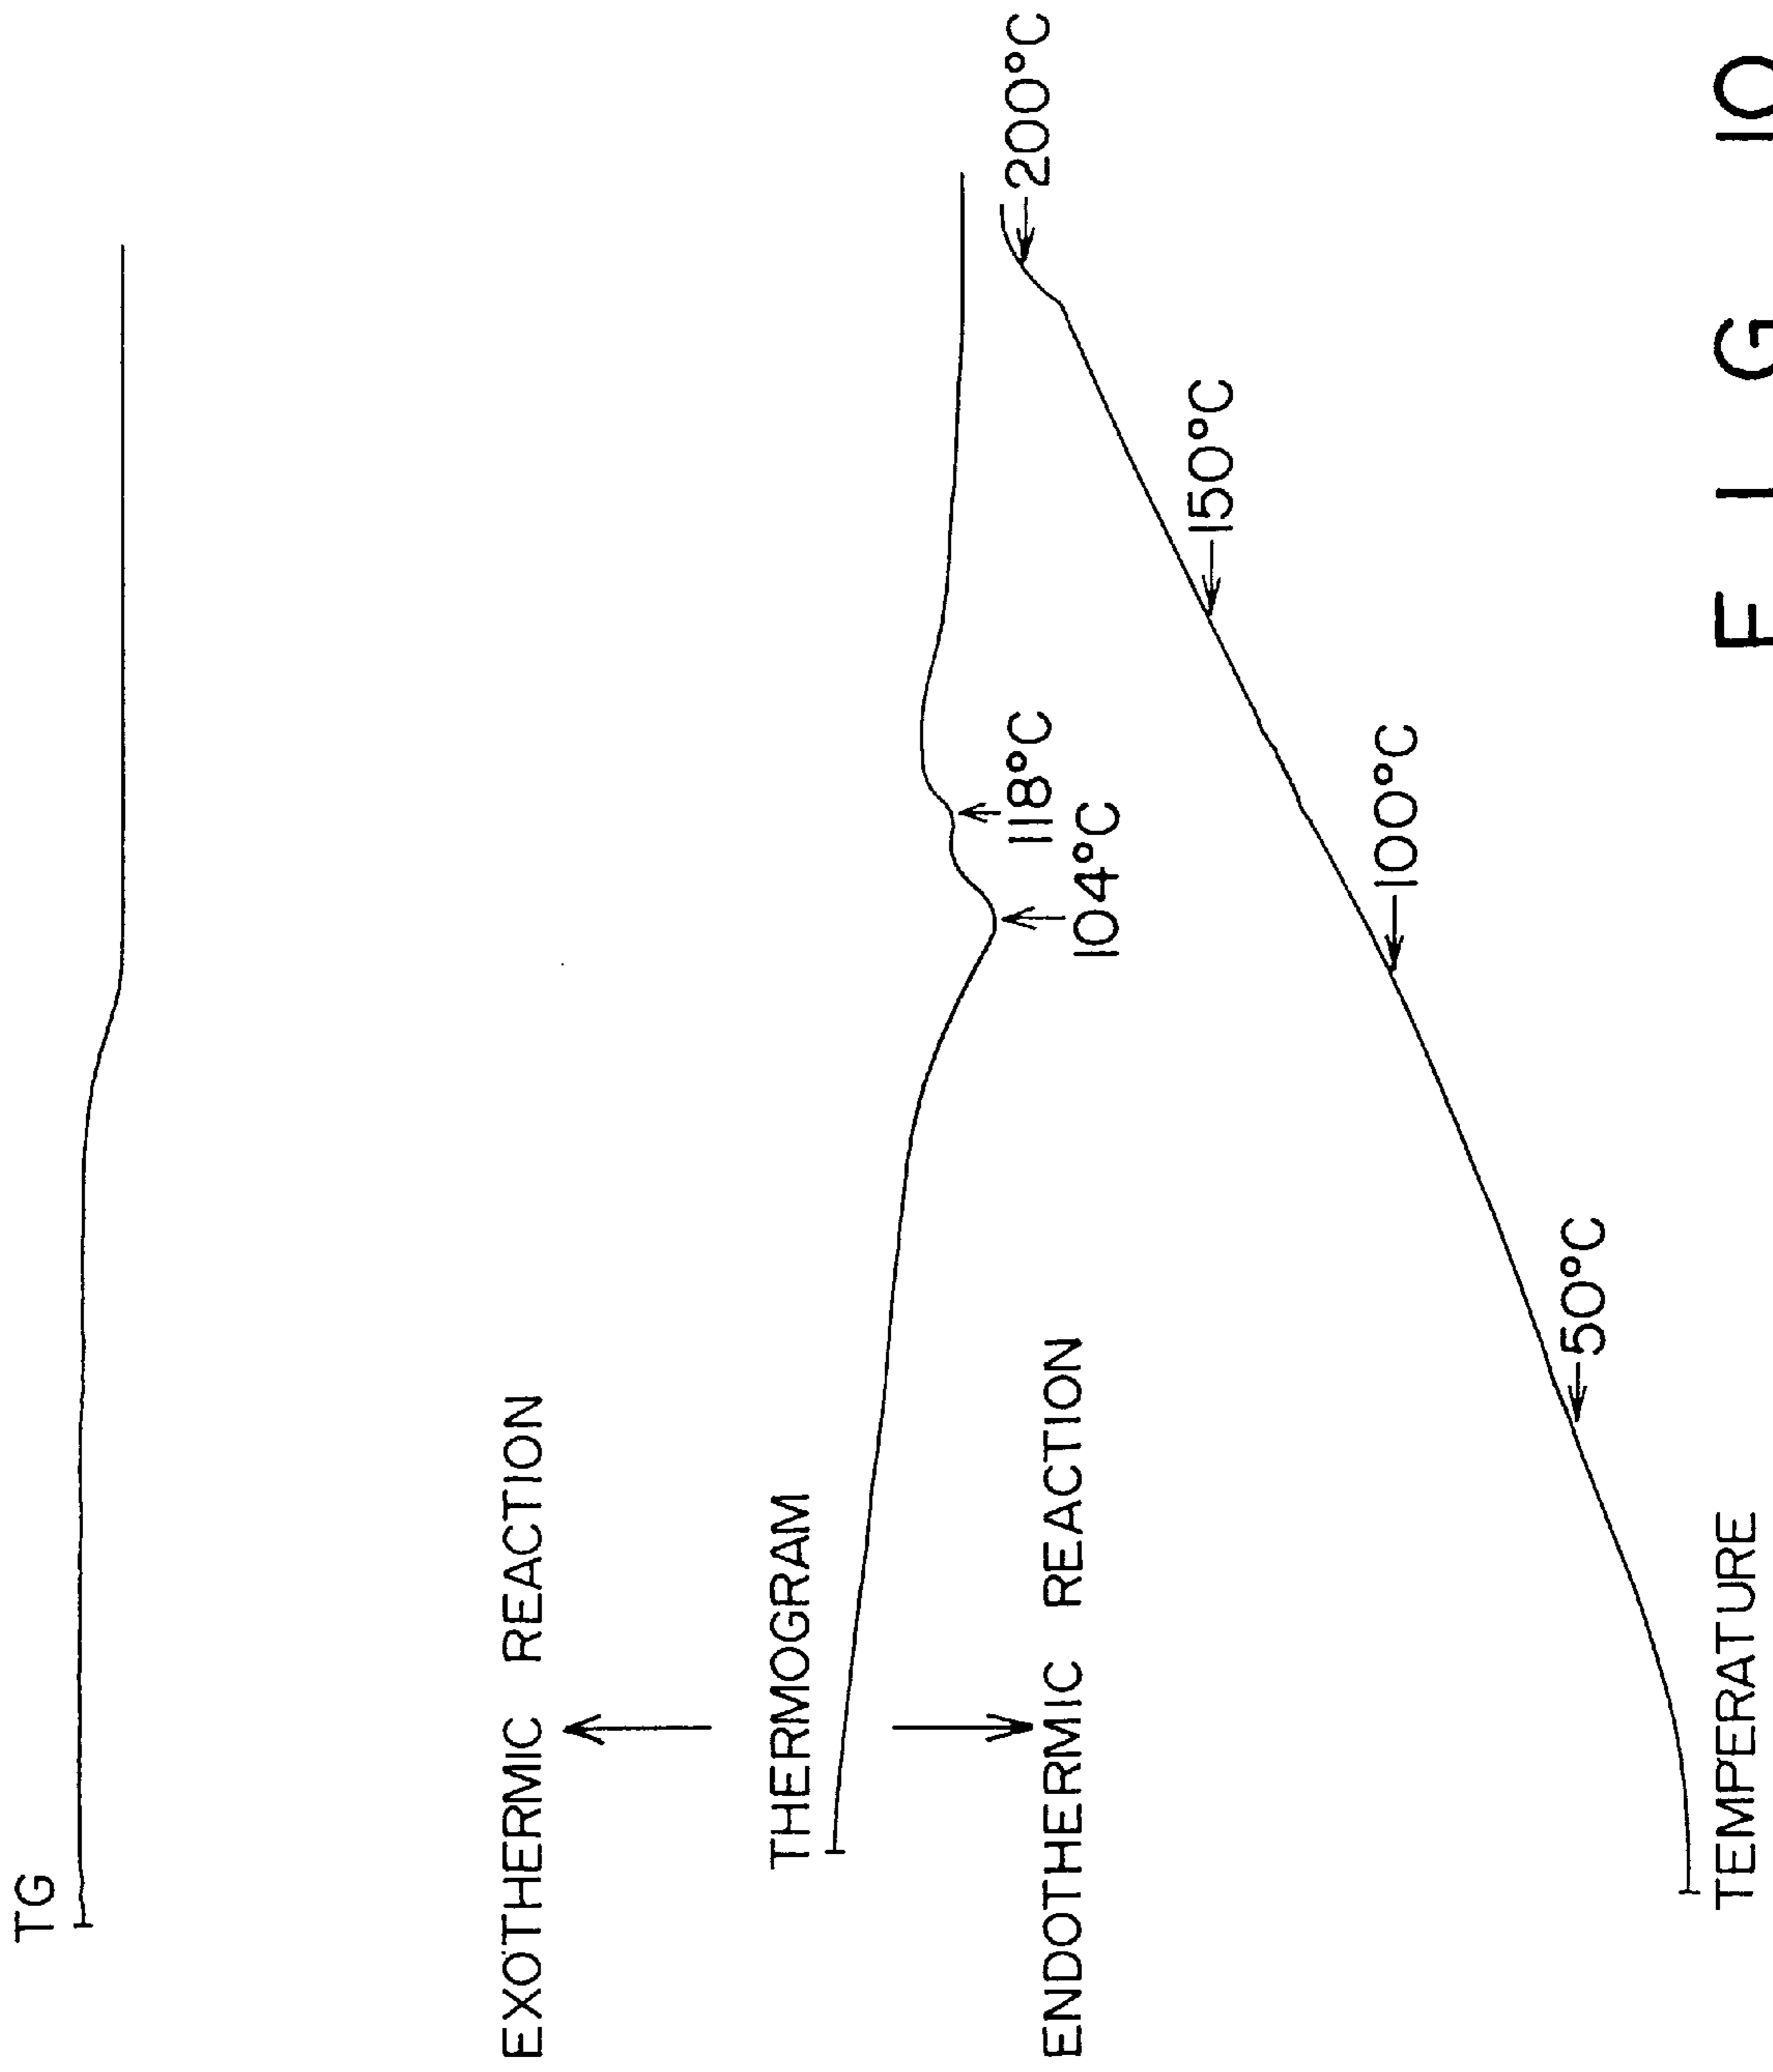 TG
EXOTHERMIC REACTION
THERMOGRAM
ENDOTHERMIC REACTION
118°C
104°C
200°C
150°C
100°C
50°C
TEMPERATURE
FIG 10